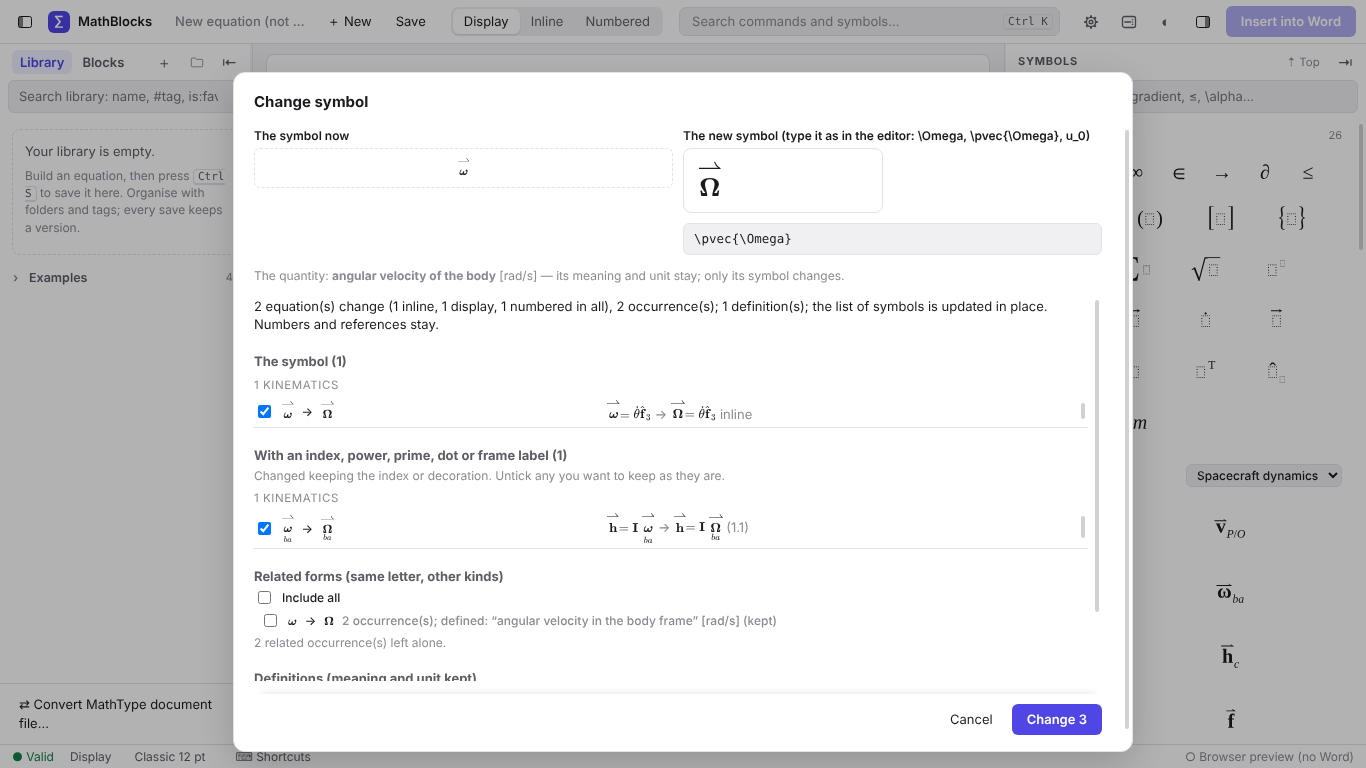 MathBlocks
New equation (not ...
+ New
Save
Display
Inline
Numbered
Search commands and symbols...
Ctrl K
Insert into Word
Library
Blocks
SYMBOLS
↑ Top
Search library: name, #tag, is:fav
gradient, ≤, \alpha...
Your library is empty.
Build an equation, then press Ctrl
S to save it here. Organise with
folders and tags; every save keeps
a version.
Examples
4
26
∞ ∈ → ∂ ≤
m
Spacecraft dynamics
v P/O
ω ba
h c
f
Change symbol
The symbol now
The new symbol (type it as in the editor: \Omega, \pvec{\Omega}, u_0)
ω
Ω
\pvec{\Omega}
The quantity: angular velocity of the body [rad/s] — its meaning and unit stay; only its symbol changes.
2 equation(s) change (1 inline, 1 display, 1 numbered in all), 2 occurrence(s); 1 definition(s); the list of symbols is updated in place.
Numbers and references stay.
The symbol (1)
1 KINEMATICS
ω → Ω
ω = θ̇ f̂ 3 → Ω = θ̇ f̂ 3 inline
With an index, power, prime, dot or frame label (1)
Changed keeping the index or decoration. Untick any you want to keep as they are.
1 KINEMATICS
ω ba → Ω ba
h = I ω ba → h = I Ω ba (1.1)
Related forms (same letter, other kinds)
Include all
ω → Ω 2 occurrence(s); defined: “angular velocity in the body frame” [rad/s] (kept)
2 related occurrence(s) left alone.
Definitions (meaning and unit kept)
Cancel
Change 3
⇄ Convert MathType document
file...
Valid
Display
Classic 12 pt
Shortcuts
Browser preview (no Word)